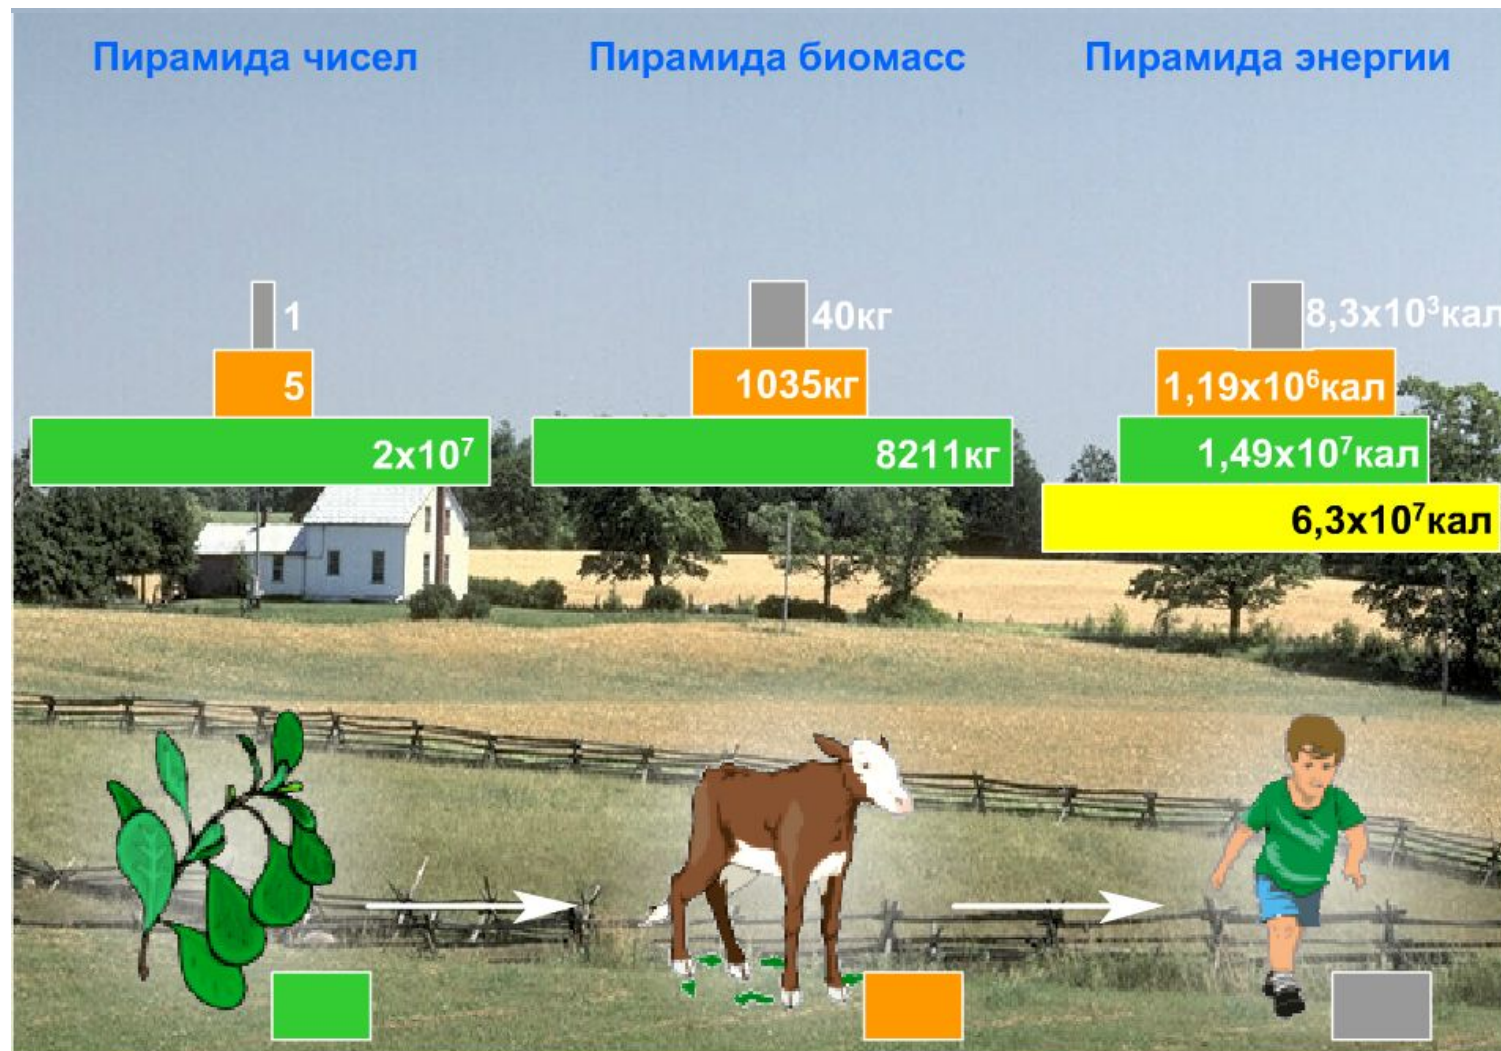 Пирамида чисел
Пирамида биомасс
Пирамида энергии
1
40кг
8,3x10³кал
5
1035кг
1,19x10⁶кал
2x10⁷
8211кг
1,49x10⁷кал
6,3x10⁷кал